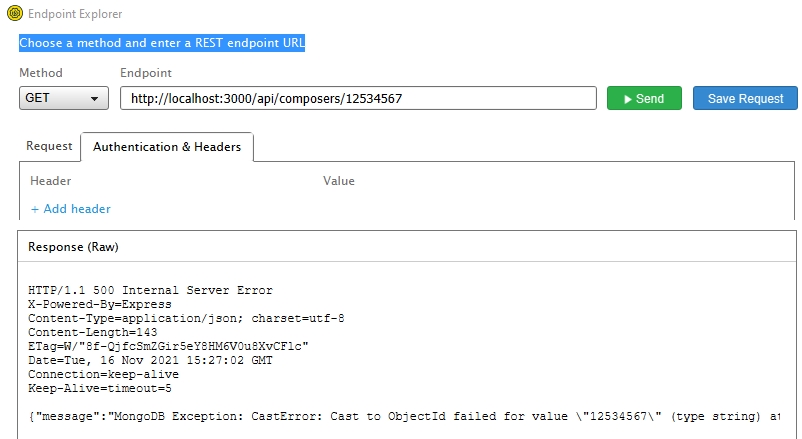 Endpoint Explorer
Choose a method and enter a REST endpoint URL
Method Endpoint
GET http://localhost:3000/api/composers/12534567 Send Save Request
Request Authentication & Headers
Header Value
+ Add header
Response (Raw)
HTTP/1.1 500 Internal Server Error
X-Powered-By=Express
Content-Type=application/json; charset=utf-8
Content-Length=143
ETag=W/"8f-QjfcSmZGir5eY8HM6V0u8XvCFlc"
Date=Tue, 16 Nov 2021 15:27:02 GMT
Connection=keep-alive
Keep-Alive=timeout=5
{"message":"MongoDB Exception: CastError: Cast to ObjectId failed for value \"12534567\" (type string) at